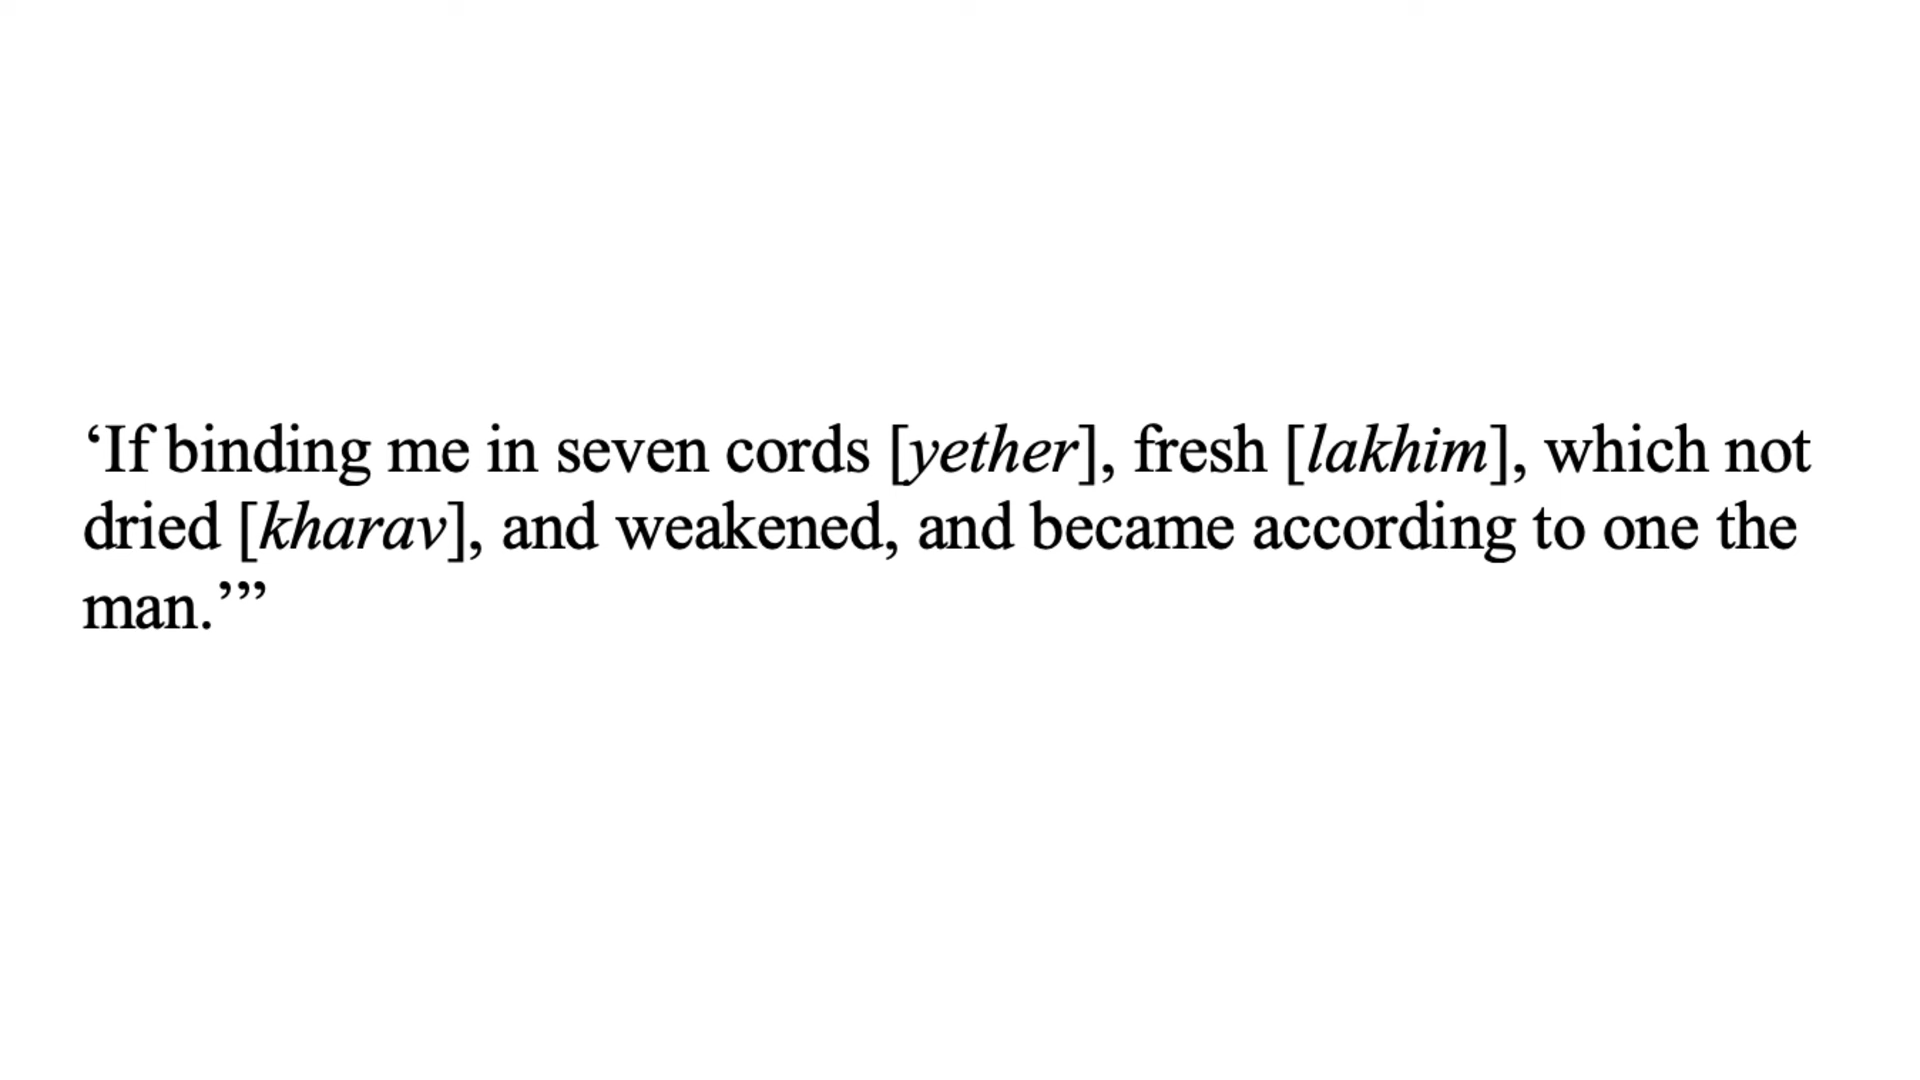 ‘If binding me in seven cords [yether], fresh [lakhim], which not
dried [kharav], and weakened, and became according to one the
man.’”